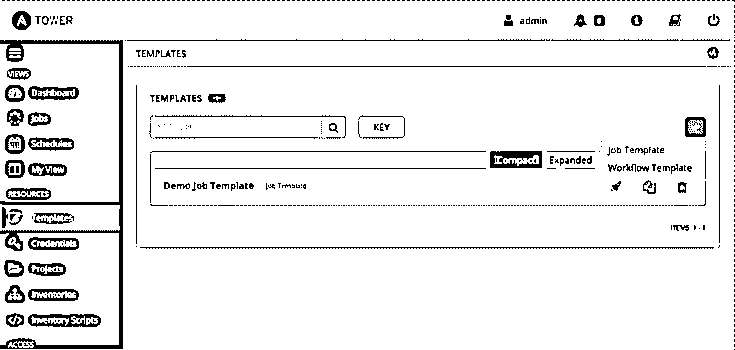 A TOWER
admin
TEMPLATES
VIEWS
Dashboard
Jobs
Schedules
My View
RESOURCES
Templates
Credentials
Projects
Inventories
Inventory Scripts
ACCESS
TEMPLATES
KEY
Compact Expanded
Job Template
Workflow Template
Demo Job Template Job Template
ITEMS 1 - 1